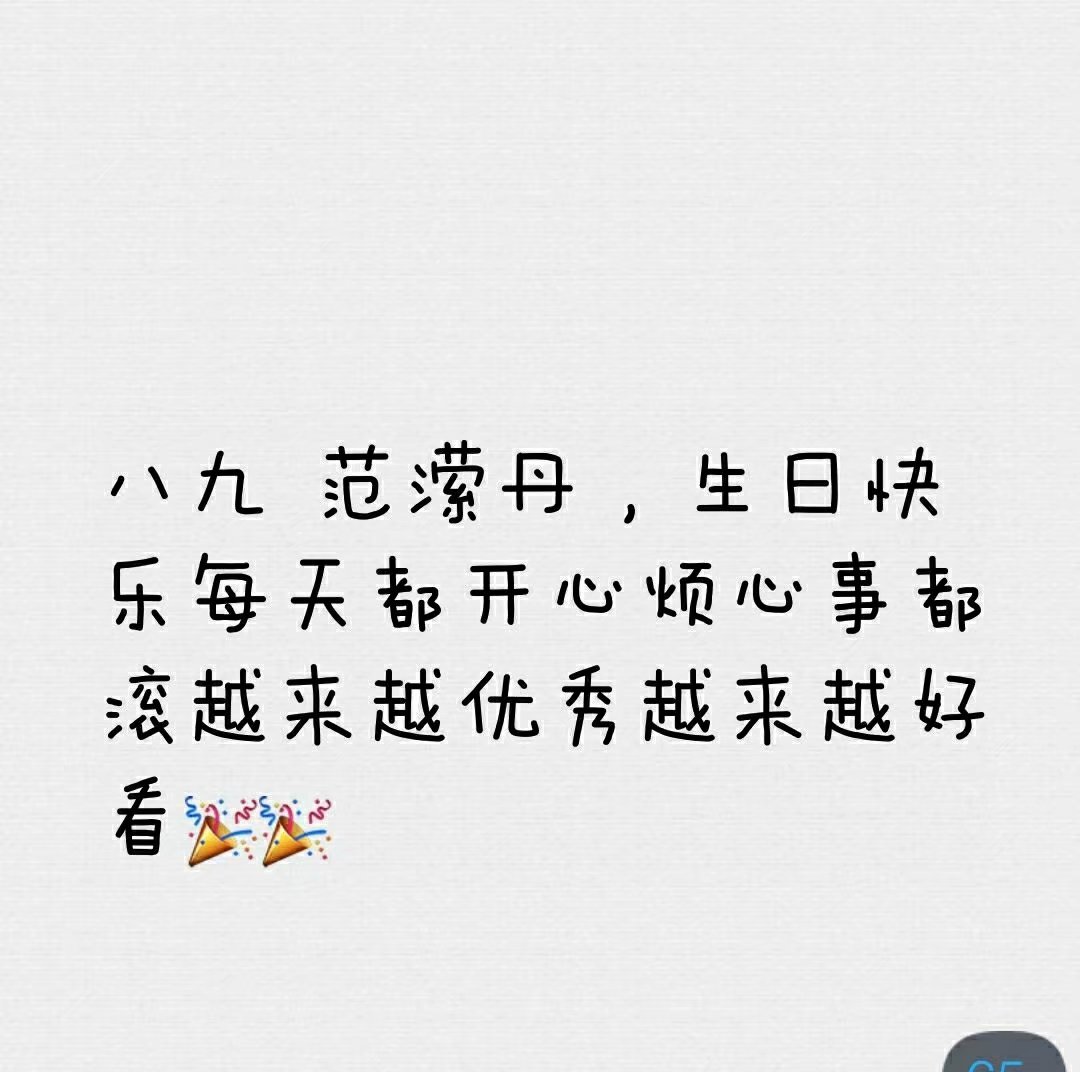 八九 范潆丹，生日快
乐每天都开心烦心事都
滚越来越优秀越来越好
看🎉🎉